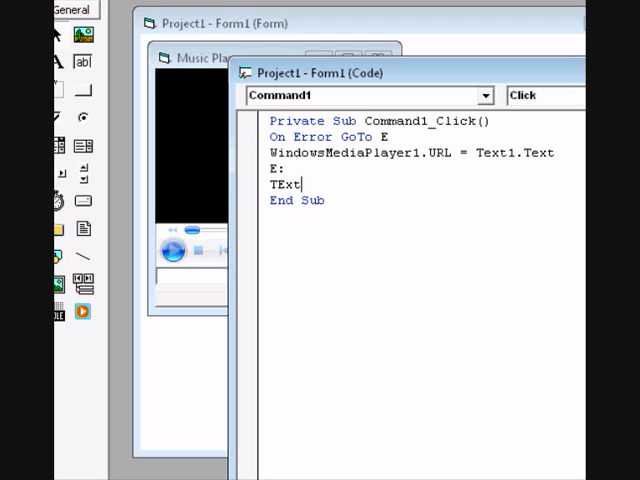 General
Project1 - Form1 (Form)
A
ab|
Music Pla
Project1 - Form1 (Code)
Command1
Click
Private Sub Command1_Click()
On Error GoTo E
WindowsMediaPlayer1.URL = Text1.Text
E:
TExt
End Sub